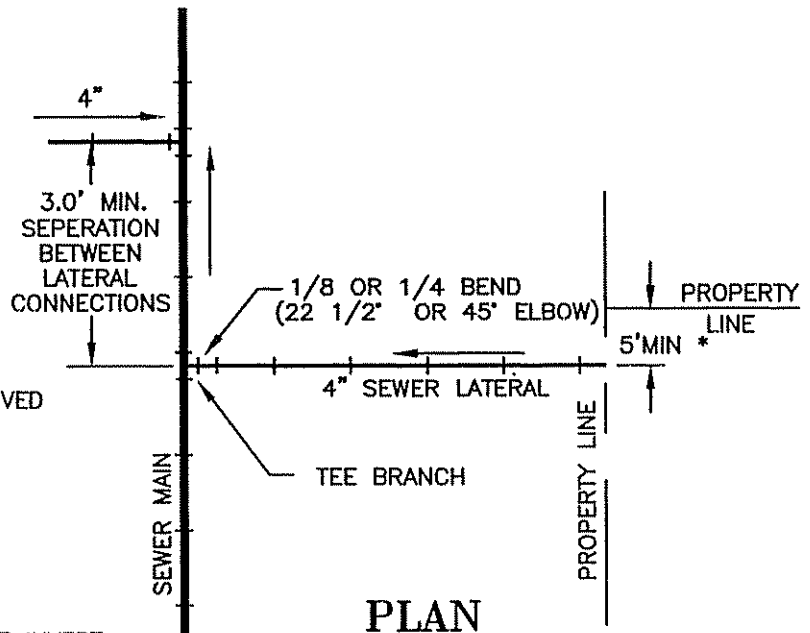 4"
3.0' MIN.
SEPERATION
BETWEEN
LATERAL
CONNECTIONS
1/8 OR 1/4 BEND
(22 1/2° OR 45° ELBOW)
PROPERTY
LINE
5'MIN *
4" SEWER LATERAL
VED
TEE BRANCH
SEWER MAIN
PROPERTY LINE
PLAN